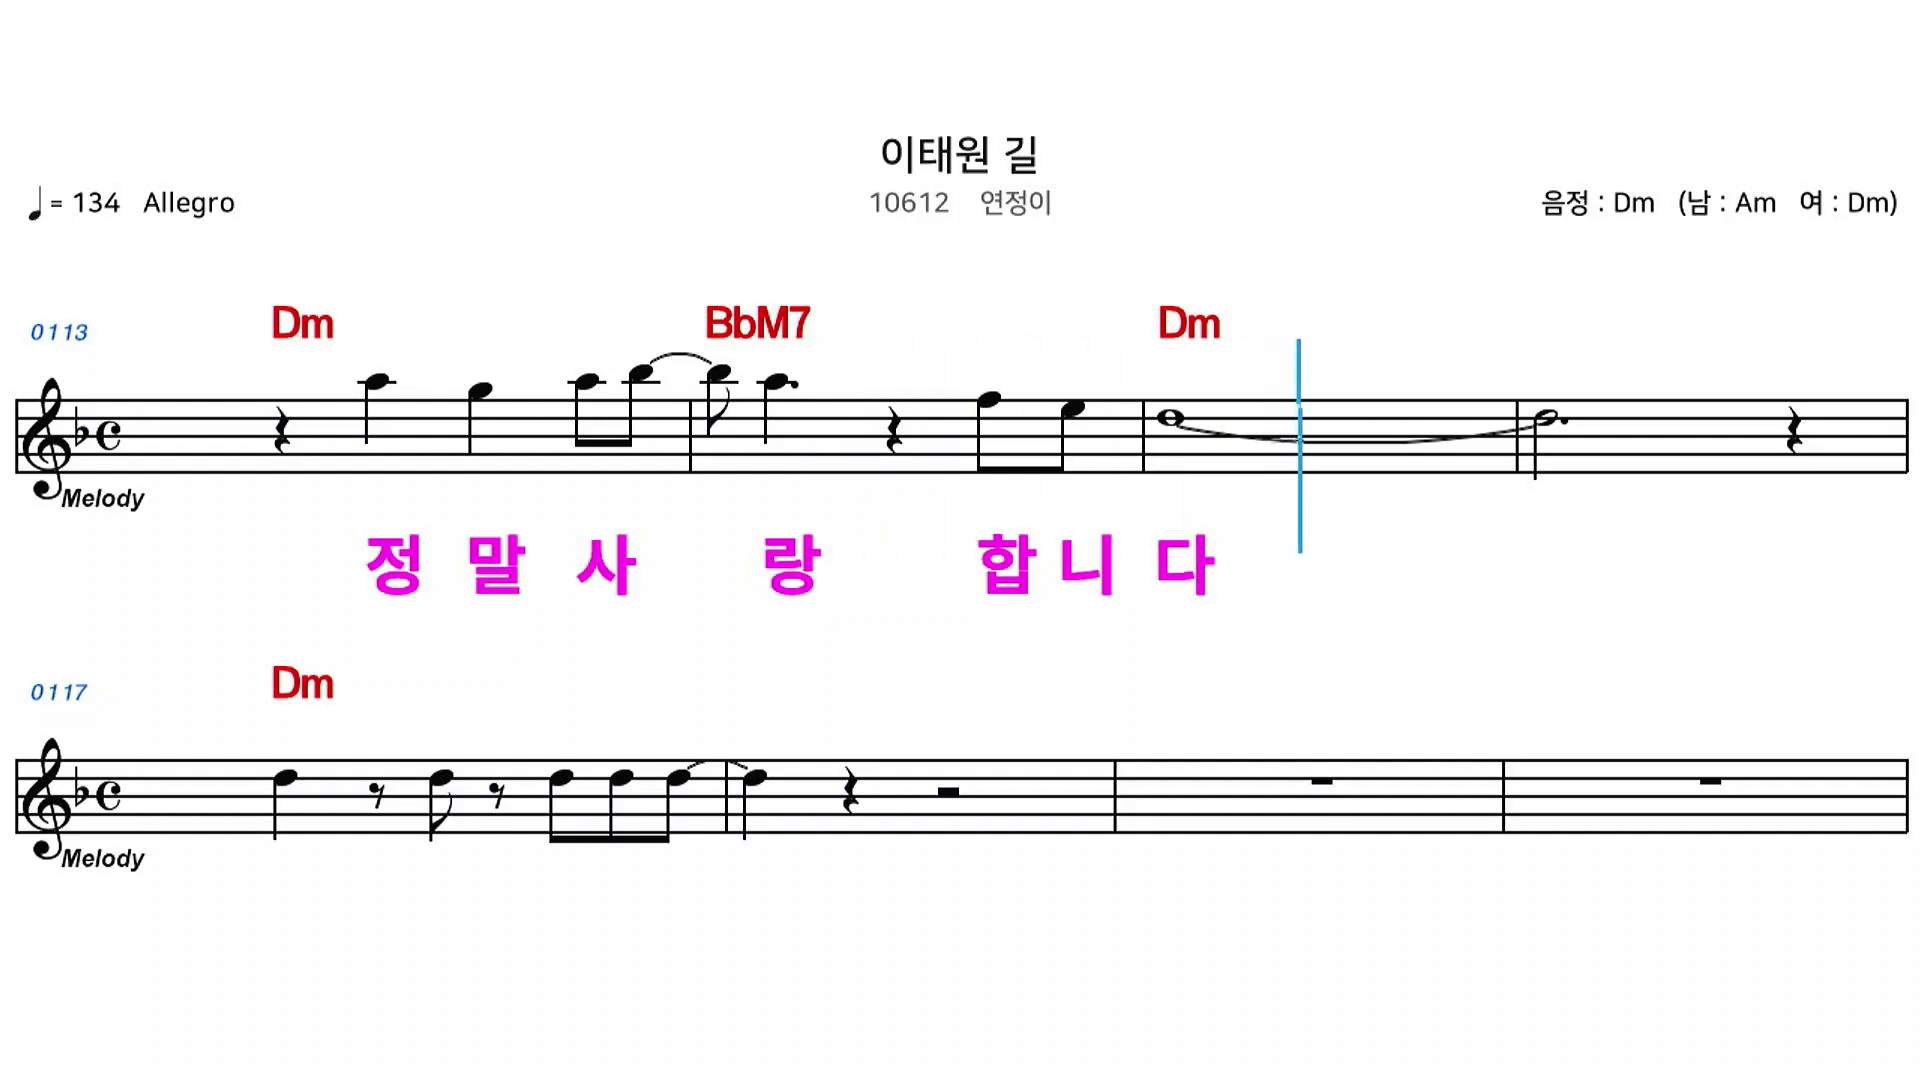 이태원 길
♩= 134 Allegro 10612 연정이 음정 : Dm (남 : Am 여 : Dm)
0113 Dm BbM7 Dm
Melody
정 말 사 랑 합 니 다
0117 Dm
Melody